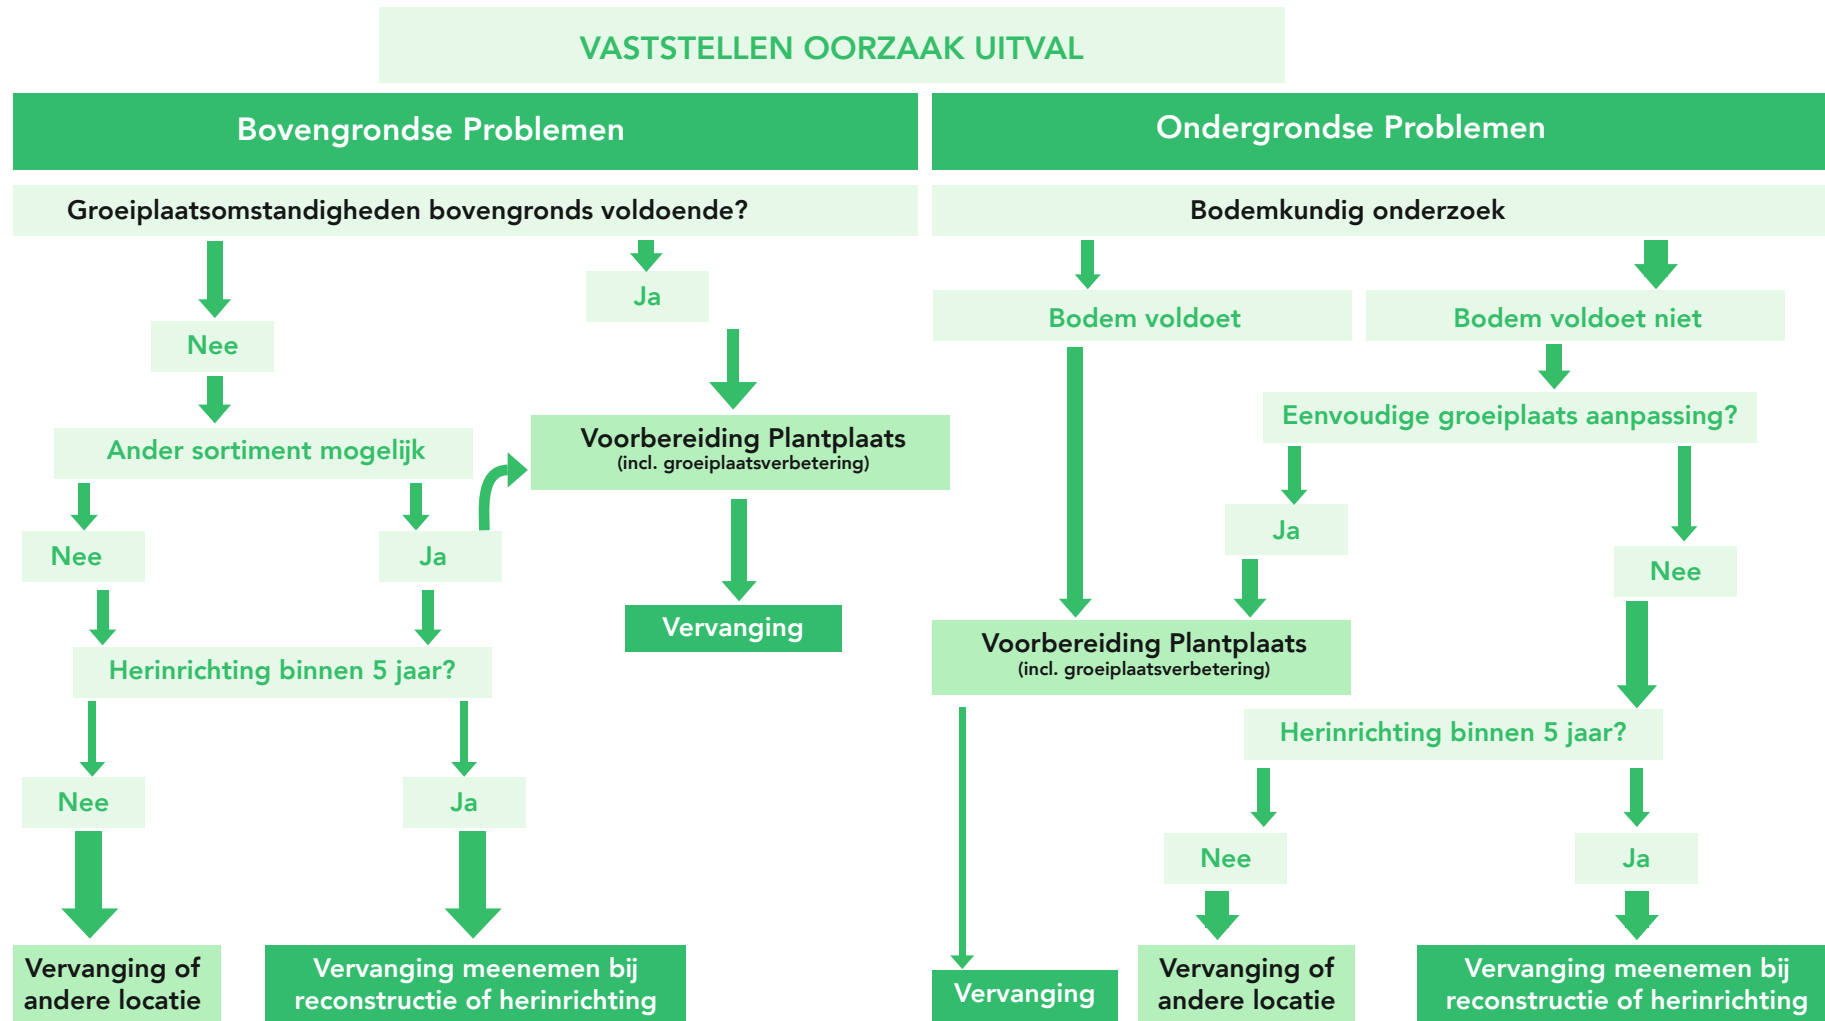 VASTSTELLEN OORZAAK UITVAL
Bovengrondse Problemen
Groeiplaatsomstandigheden bovengronds voldoende?
Ja
Nee
Ander sortiment mogelijk
Voorbereiding Plantplaats
(incl. groeiplaatsverbetering)
Nee
Ja
Vervanging
Herinrichting binnen 5 jaar?
Nee
Ja
Vervanging of
andere locatie
Vervanging meenemen bij
reconstructie of herinrichting
Ondergrondse Problemen
Bodemkundig onderzoek
Bodem voldoet
Bodem voldoet niet
Eenvoudige groeiplaats aanpassing?
Ja
Nee
Voorbereiding Plantplaats
(incl. groeiplaatsverbetering)
Herinrichting binnen 5 jaar?
Nee
Ja
Vervanging
Vervanging of
andere locatie
Vervanging meenemen bij
reconstructie of herinrichting